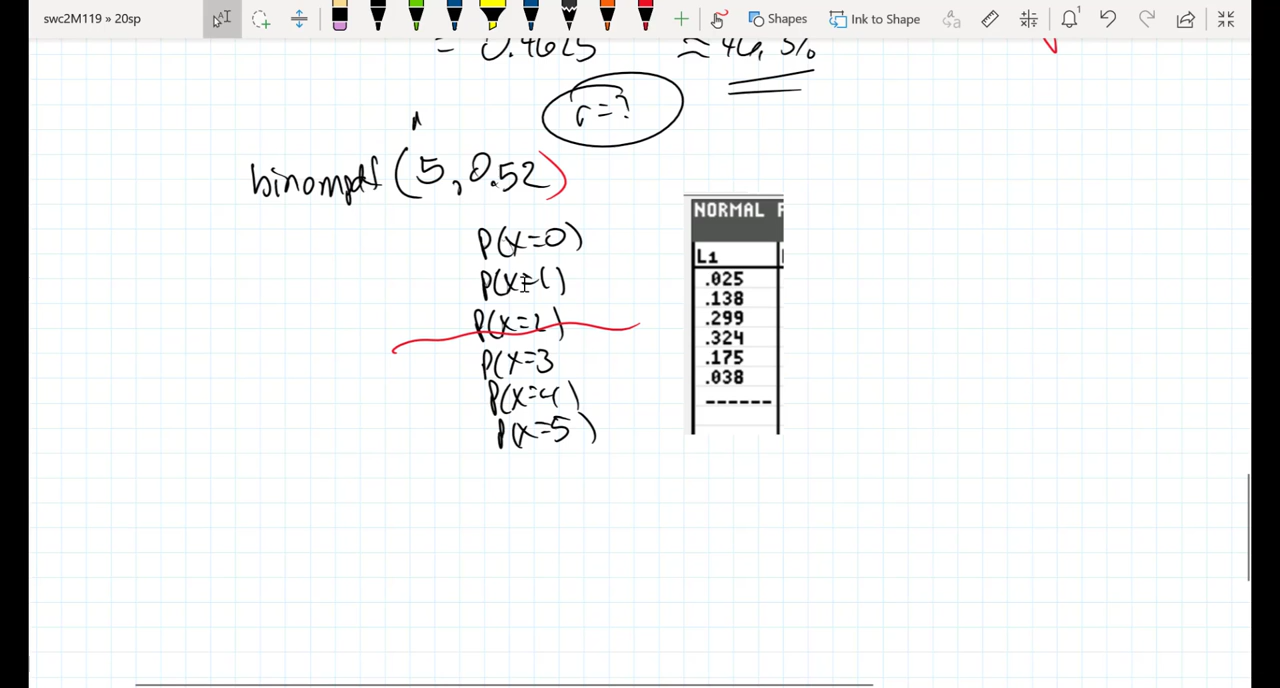 swc2M119 » 20sp
Shapes
Ink to Shape
= 0.4625 ≈ 46.3%
r=?
n
binompdf (5, 0.52)
P(x=0)
P(x=1)
P(x=2)
P(x=3
P(x=4)
P(x=5)
NORMAL F
L1
.025
.138
.299
.324
.175
.038
------